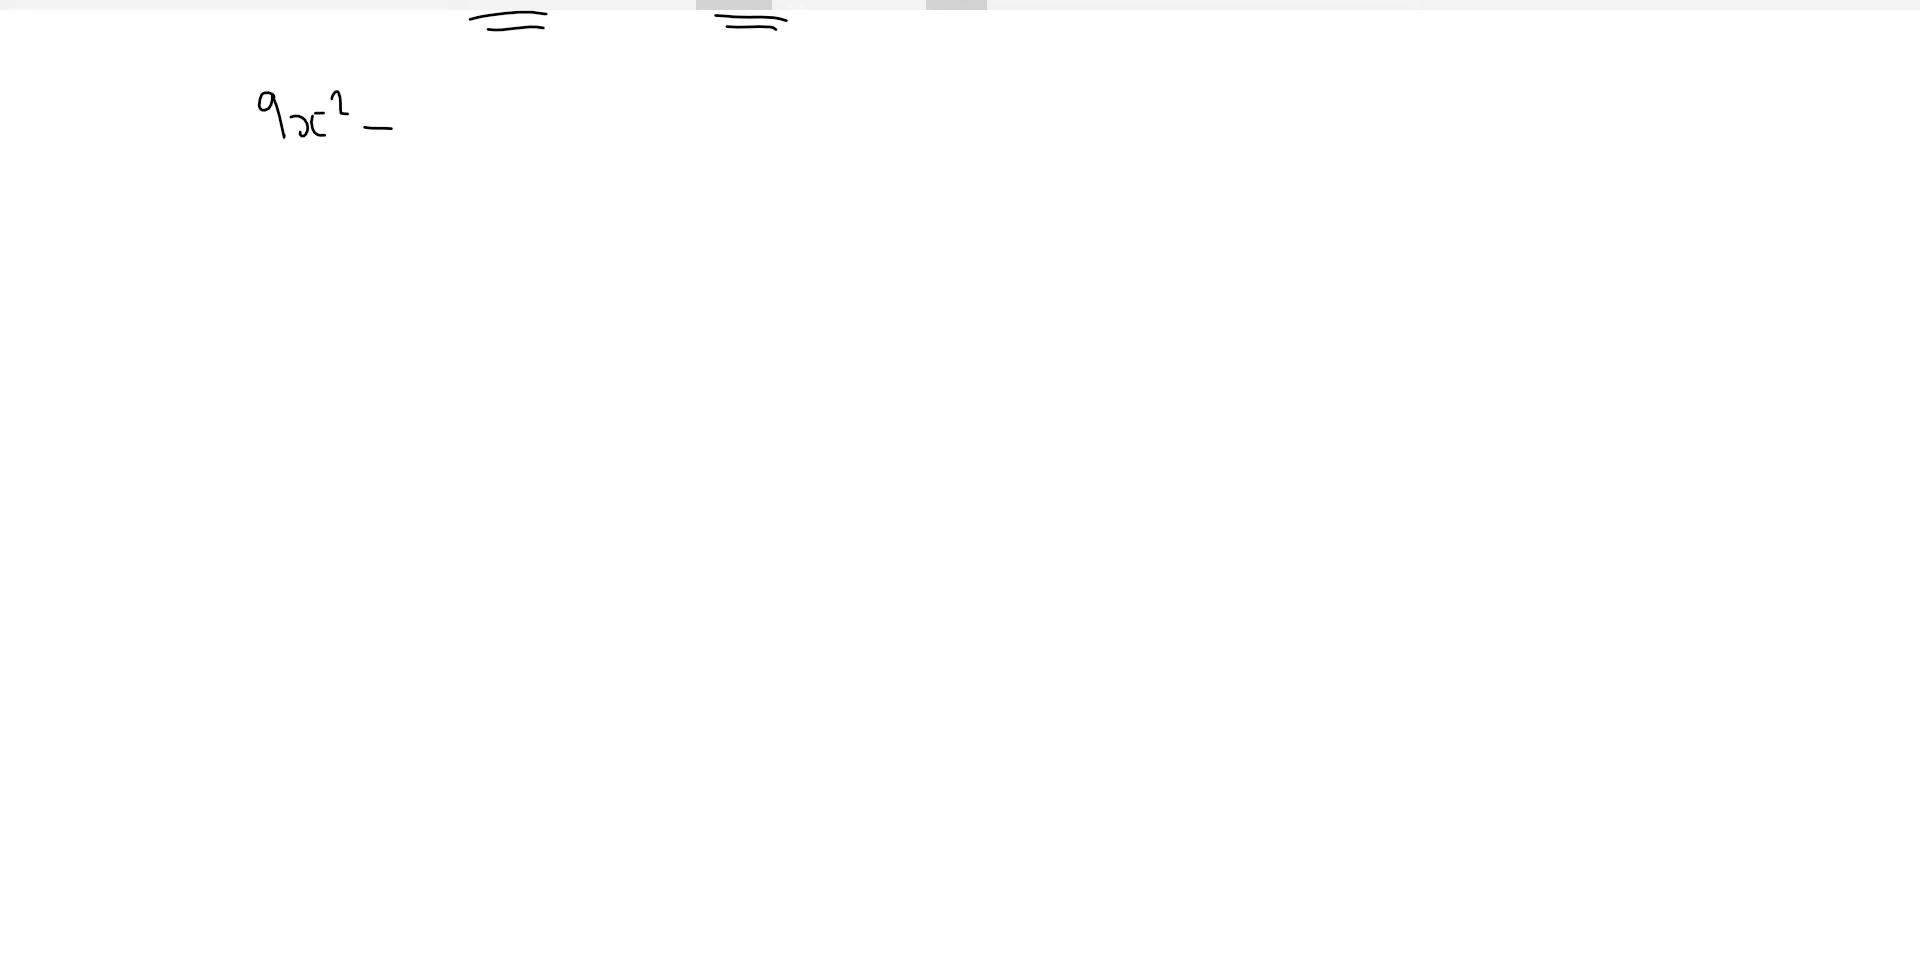 9x² –